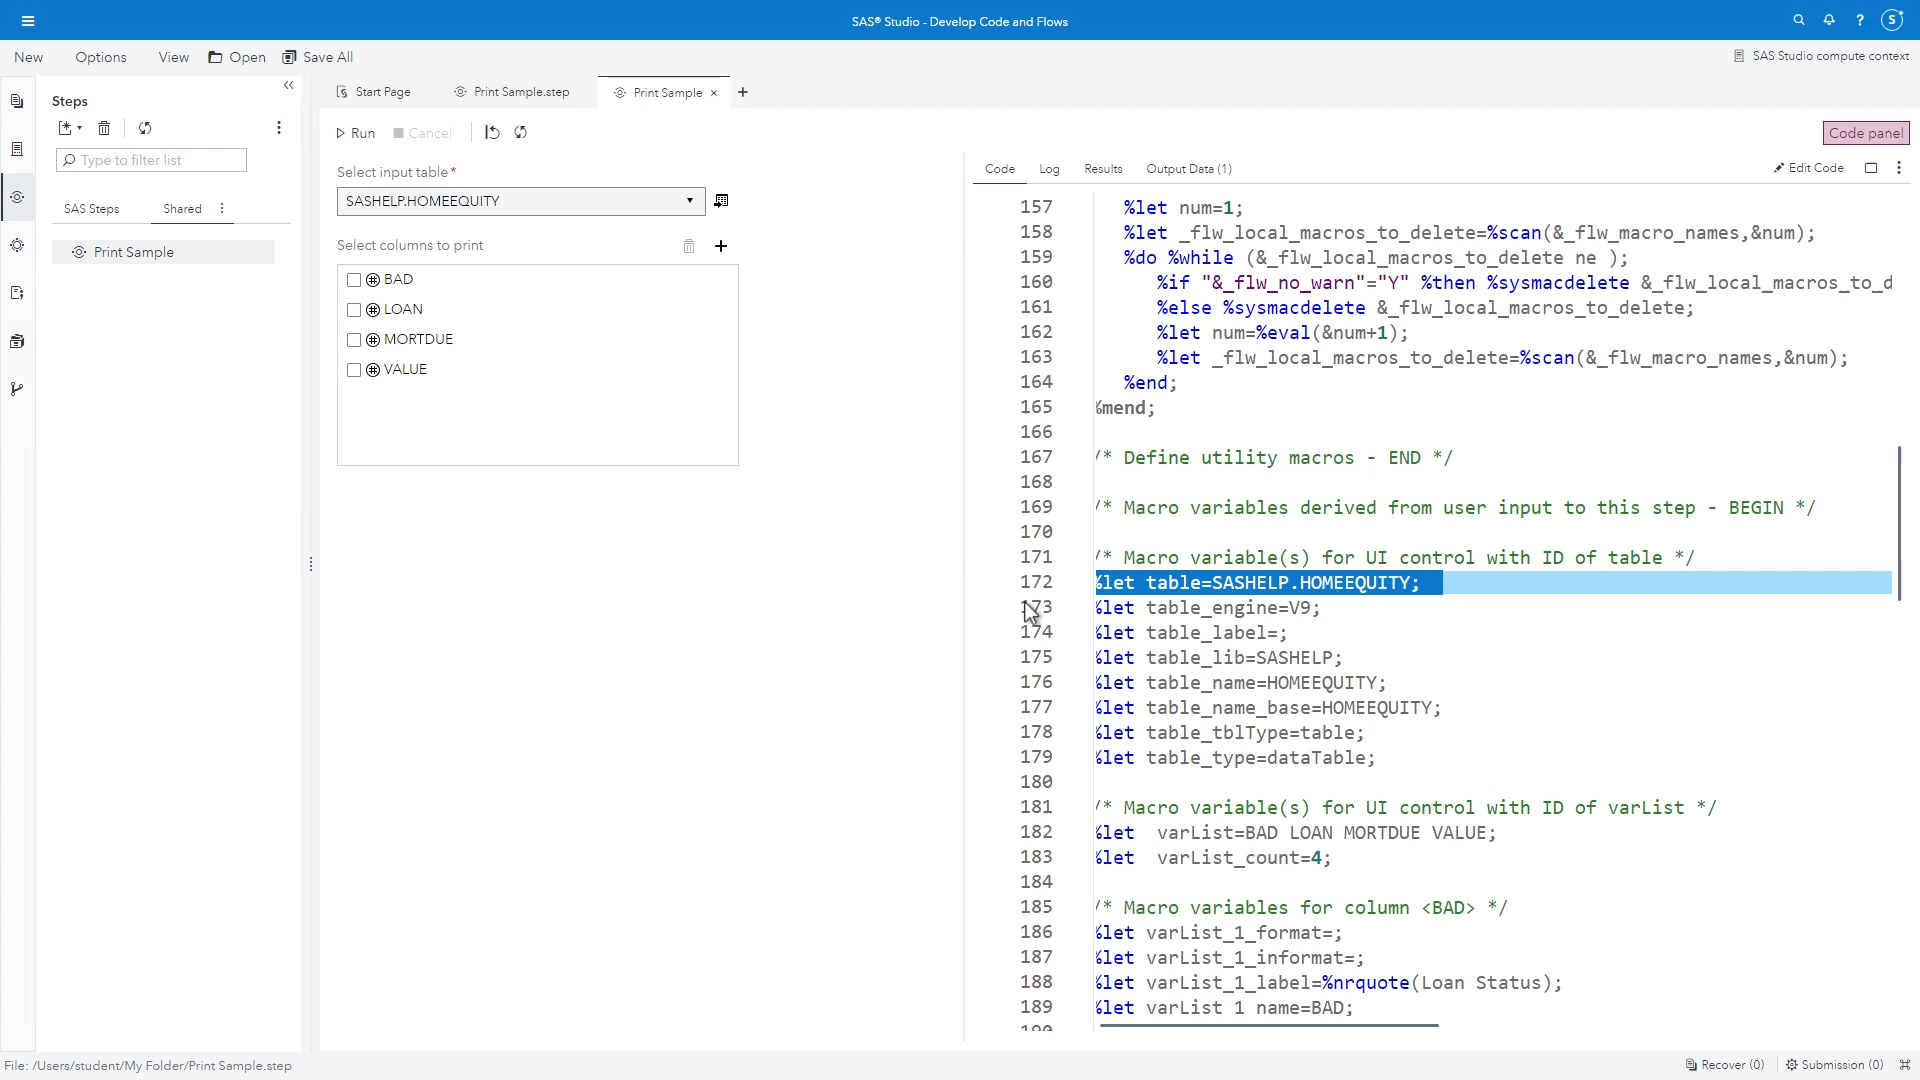 SAS® Studio - Develop Code and Flows
New Options View Open Save All
SAS Studio compute context
Steps
Type to filter list
SAS Steps Shared
Print Sample
Start Page Print Sample.step Print Sample
Run Cancel
Code panel
Select input table*
SASHELP.HOMEEQUITY
Select columns to print
BAD
LOAN
MORTDUE
VALUE
Code Log Results Output Data (1)
Edit Code
157 %let num=1;
158 %let _flw_local_macros_to_delete=%scan(&_flw_macro_names,&num);
159 %do %while (&_flw_local_macros_to_delete ne );
160 %if "&_flw_no_warn"="Y" %then %sysmacdelete &_flw_local_macros_to_d
161 %else %sysmacdelete &_flw_local_macros_to_delete;
162 %let num=%eval(&num+1);
163 %let _flw_local_macros_to_delete=%scan(&_flw_macro_names,&num);
164 %end;
165 %mend;
166
167 /* Define utility macros - END */
168
169 /* Macro variables derived from user input to this step - BEGIN */
170
171 /* Macro variable(s) for UI control with ID of table */
172 %let table=SASHELP.HOMEEQUITY;
173 %let table_engine=V9;
174 %let table_label=;
175 %let table_lib=SASHELP;
176 %let table_name=HOMEEQUITY;
177 %let table_name_base=HOMEEQUITY;
178 %let table_tblType=table;
179 %let table_type=dataTable;
180
181 /* Macro variable(s) for UI control with ID of varList */
182 %let varList=BAD LOAN MORTDUE VALUE;
183 %let varList_count=4;
184
185 /* Macro variables for column <BAD> */
186 %let varList_1_format=;
187 %let varList_1_informat=;
188 %let varList_1_label=%nrquote(Loan Status);
189 %let varList 1 name=BAD;
190
File: /Users/student/My Folder/Print Sample.step
Recover (0) Submission (0)